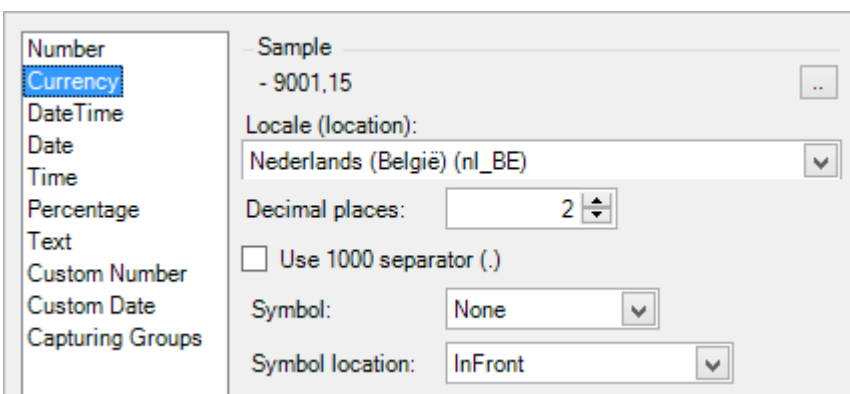 Number
Currency
DateTime
Date
Time
Percentage
Text
Custom Number
Custom Date
Capturing Groups
Sample
- 9001,15
..
Locale (location):
Nederlands (België) (nl_BE)
Decimal places: 2
Use 1000 separator (.)
Symbol: None
Symbol location: InFront